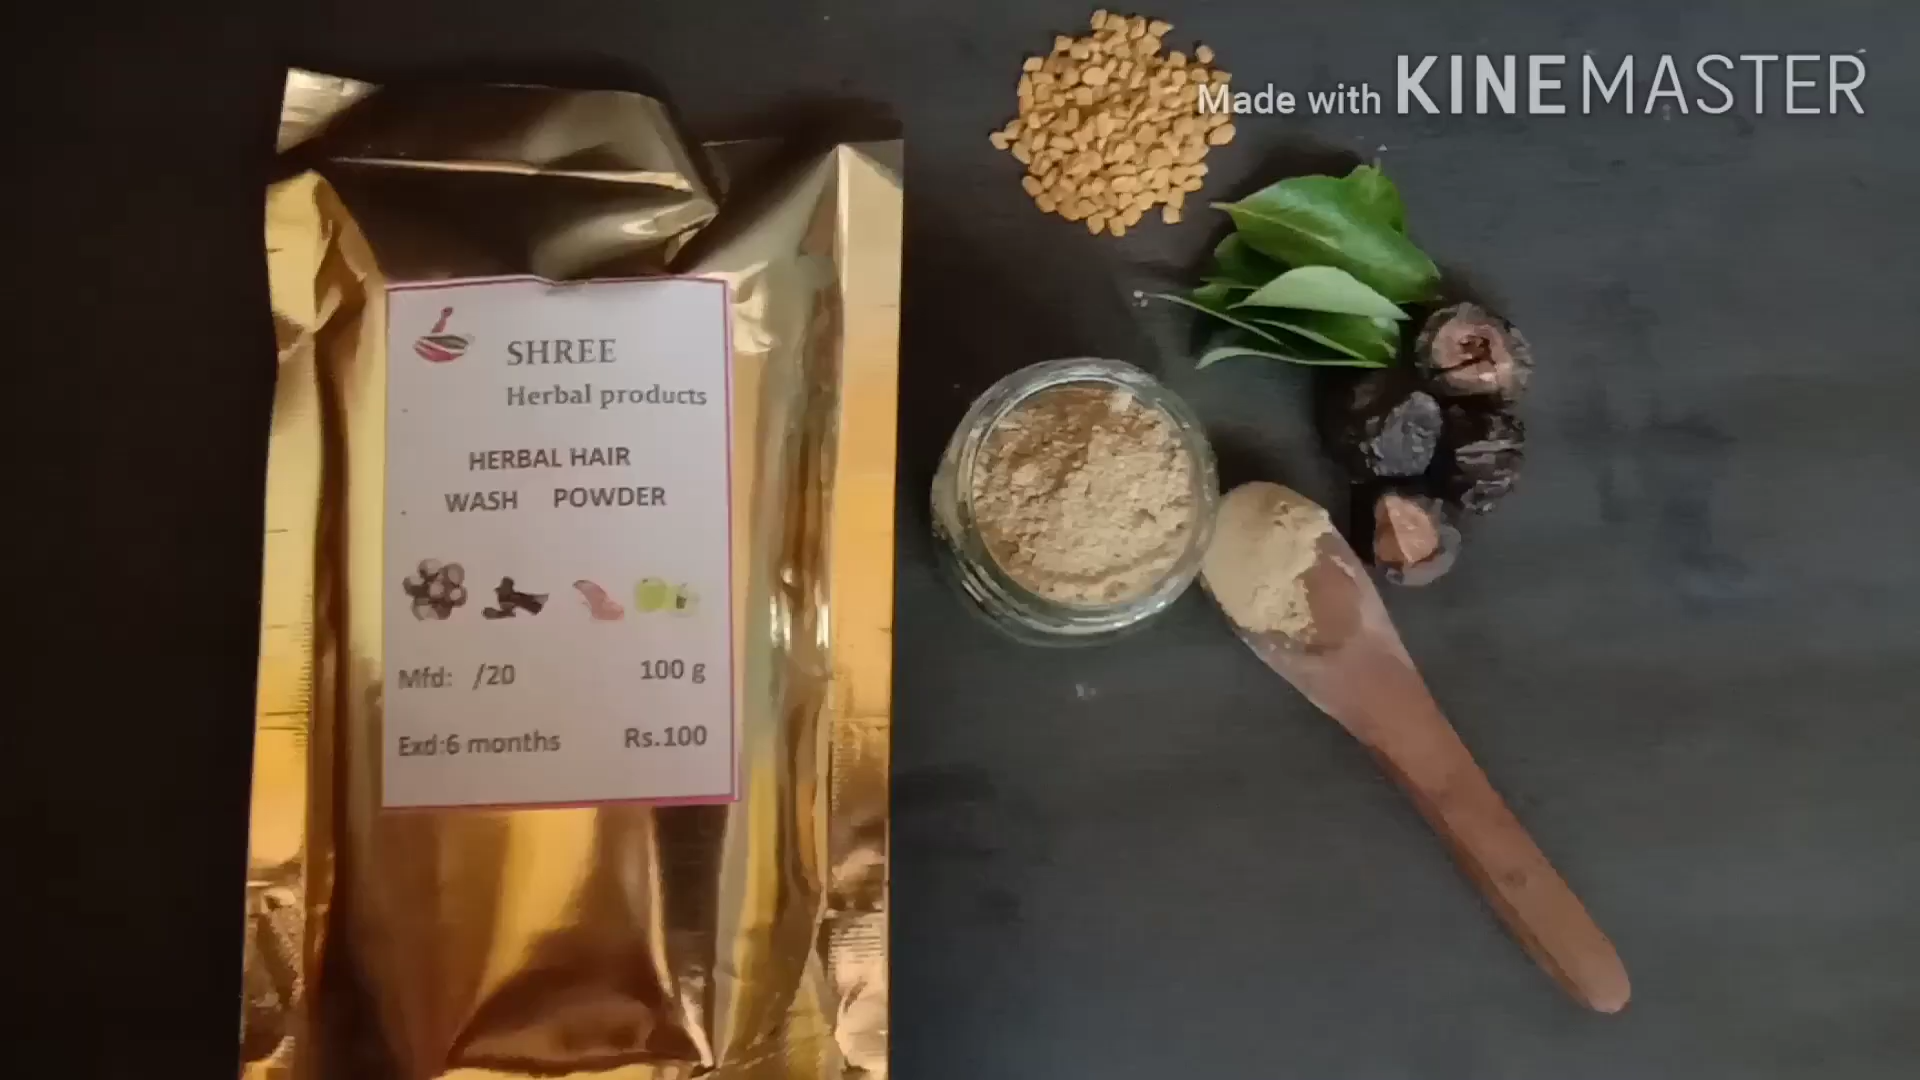 Made with KINEMASTER
SHREE
Herbal products
HERBAL HAIR
WASH POWDER
Mfd: /20 100 g
Exd:6 months Rs.100